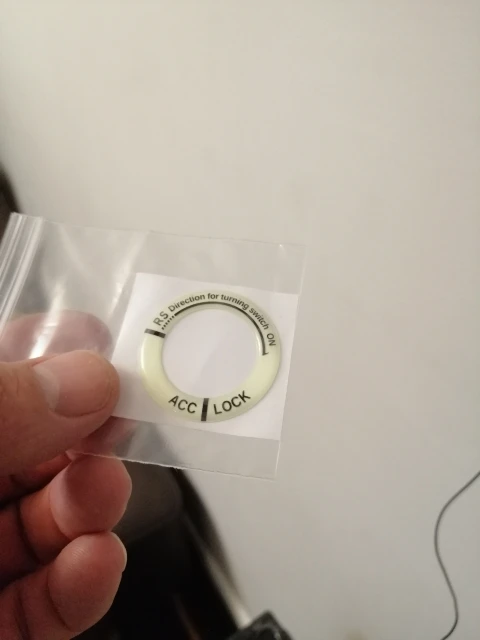 RS Direction for turning switch ON
ACC LOCK